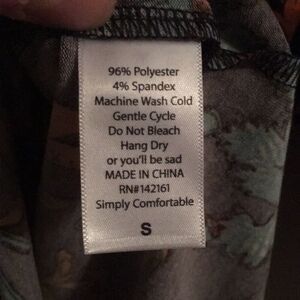 96% Polyester
4% Spandex
Machine Wash Cold
Gentle Cycle
Do Not Bleach
Hang Dry
or you'll be sad
MADE IN CHINA
RN#142161
Simply Comfortable
S